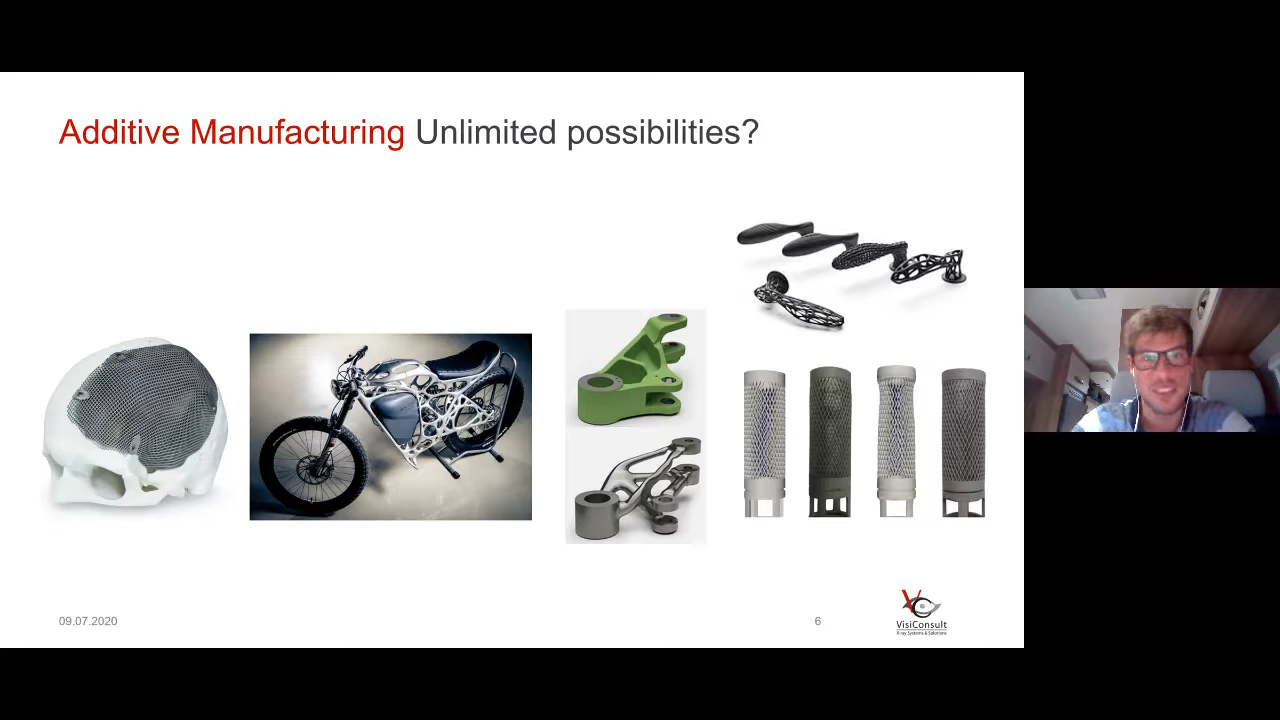 Additive Manufacturing Unlimited possibilities?
09.07.2020
6
VisiConsult
X-ray Systems & Solutions